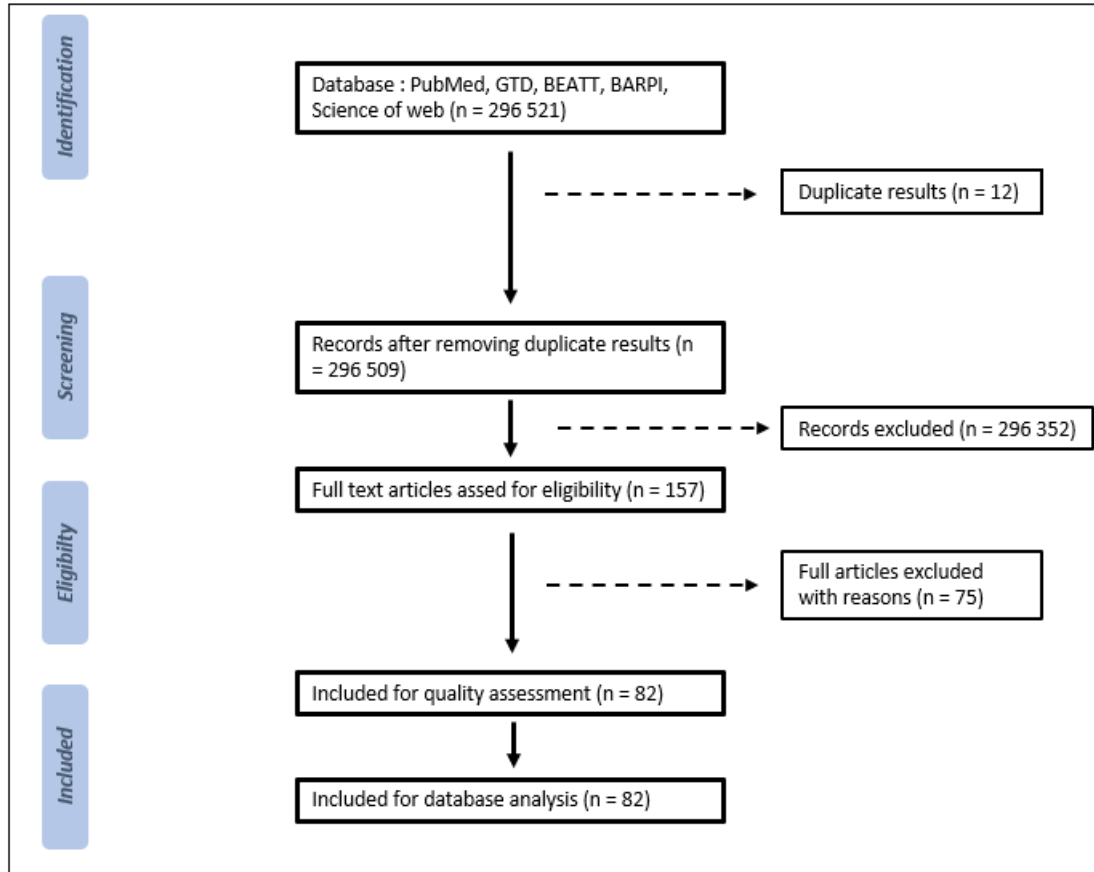 Identification
Database : PubMed, GTD, BEATT, BARPI,
Science of web (n = 296 521)
Duplicate results (n = 12)
Screening
Records after removing duplicate results (n
= 296 509)
Records excluded (n = 296 352)
Full text articles assed for eligibility (n = 157)
Eligibilty
Full articles excluded
with reasons (n = 75)
Included for quality assessment (n = 82)
Included
Included for database analysis (n = 82)